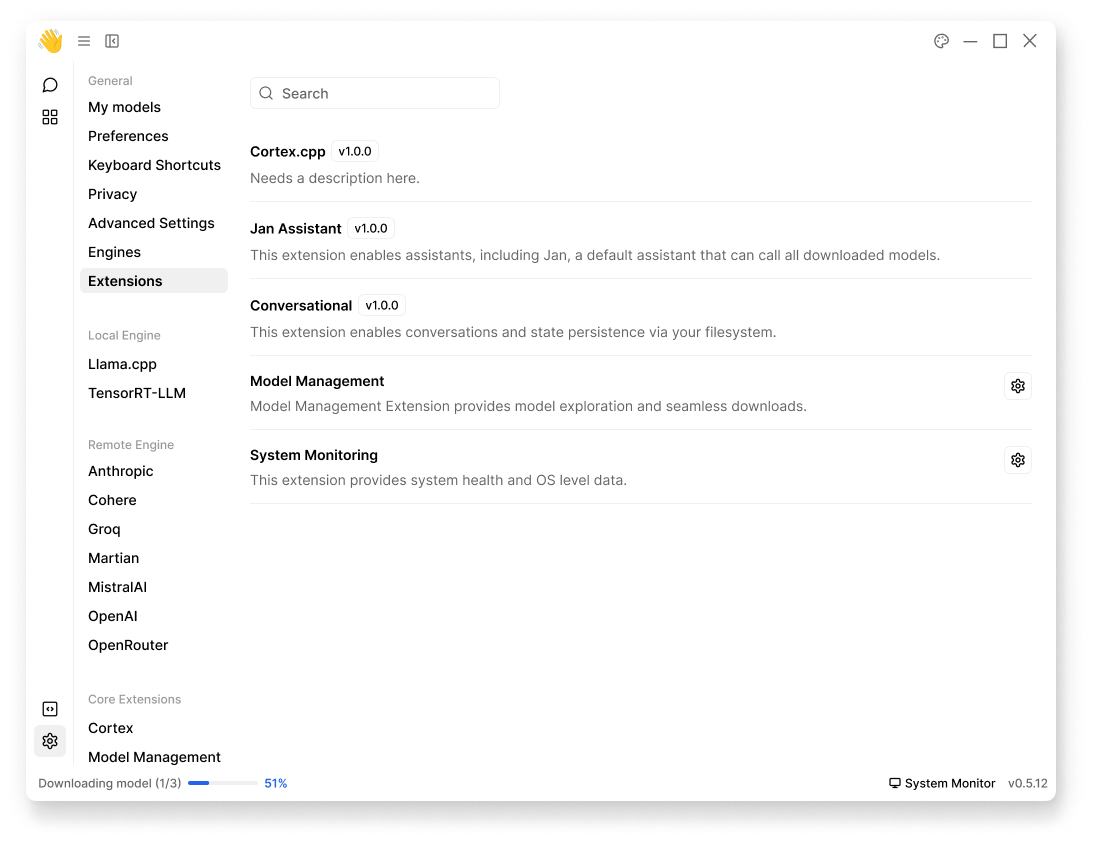 General
My models
Preferences
Keyboard Shortcuts
Privacy
Advanced Settings
Engines
Extensions
Local Engine
Llama.cpp
TensorRT-LLM
Remote Engine
Anthropic
Cohere
Groq
Martian
MistralAI
OpenAI
OpenRouter
Core Extensions
Cortex
Model Management
Search
Cortex.cpp v1.0.0
Needs a description here.
Jan Assistant v1.0.0
This extension enables assistants, including Jan, a default assistant that can call all downloaded models.
Conversational v1.0.0
This extension enables conversations and state persistence via your filesystem.
Model Management
Model Management Extension provides model exploration and seamless downloads.
System Monitoring
This extension provides system health and OS level data.
Downloading model (1/3) 51%
System Monitor v0.5.12